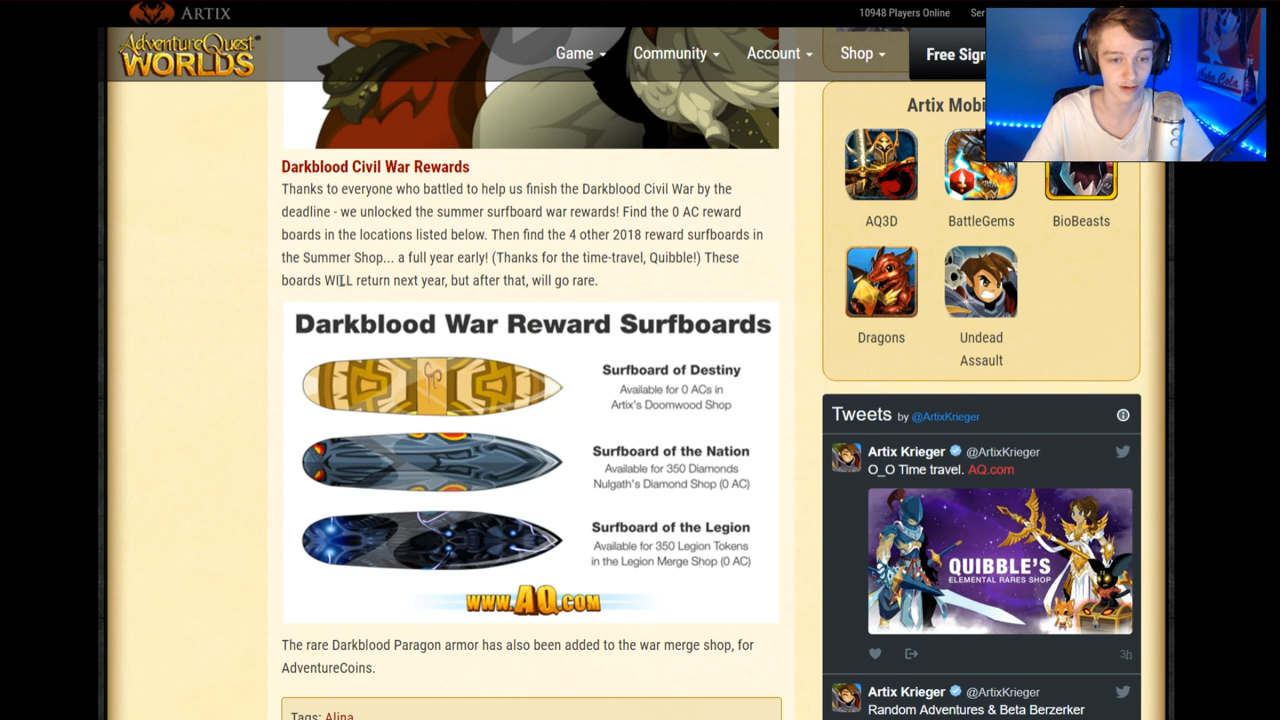 ARTIX
10948 Players Online
Ser
AdventureQuest
WORLDS
Game
Community
Account
Shop
Free Sign
Artix Mobi
AQ3D
BattleGems
BioBeasts
Dragons
Undead
Assault
Darkblood Civil War Rewards
Thanks to everyone who battled to help us finish the Darkblood Civil War by the
deadline - we unlocked the summer surfboard war rewards! Find the 0 AC reward
boards in the locations listed below. Then find the 4 other 2018 reward surfboards in
the Summer Shop... a full year early! (Thanks for the time-travel, Quibble!) These
boards WILL return next year, but after that, will go rare.
Darkblood War Reward Surfboards
Surfboard of Destiny
Available for 0 ACs in
Artix's Doomwood Shop
Surfboard of the Nation
Available for 350 Diamonds
Nulgath's Diamond Shop (0 AC)
Surfboard of the Legion
Available for 350 Legion Tokens
in the Legion Merge Shop (0 AC)
WWW.AQ.COM
The rare Darkblood Paragon armor has also been added to the war merge shop, for
AdventureCoins.
Tags: Alina
Tweets by @ArtixKrieger
Artix Krieger @ArtixKrieger
O_O Time travel. AQ.com
QUIBBLE'S
ELEMENTAL RARES SHOP
3h
Artix Krieger @ArtixKrieger
Random Adventures & Beta Berzerker
Nuka Cola